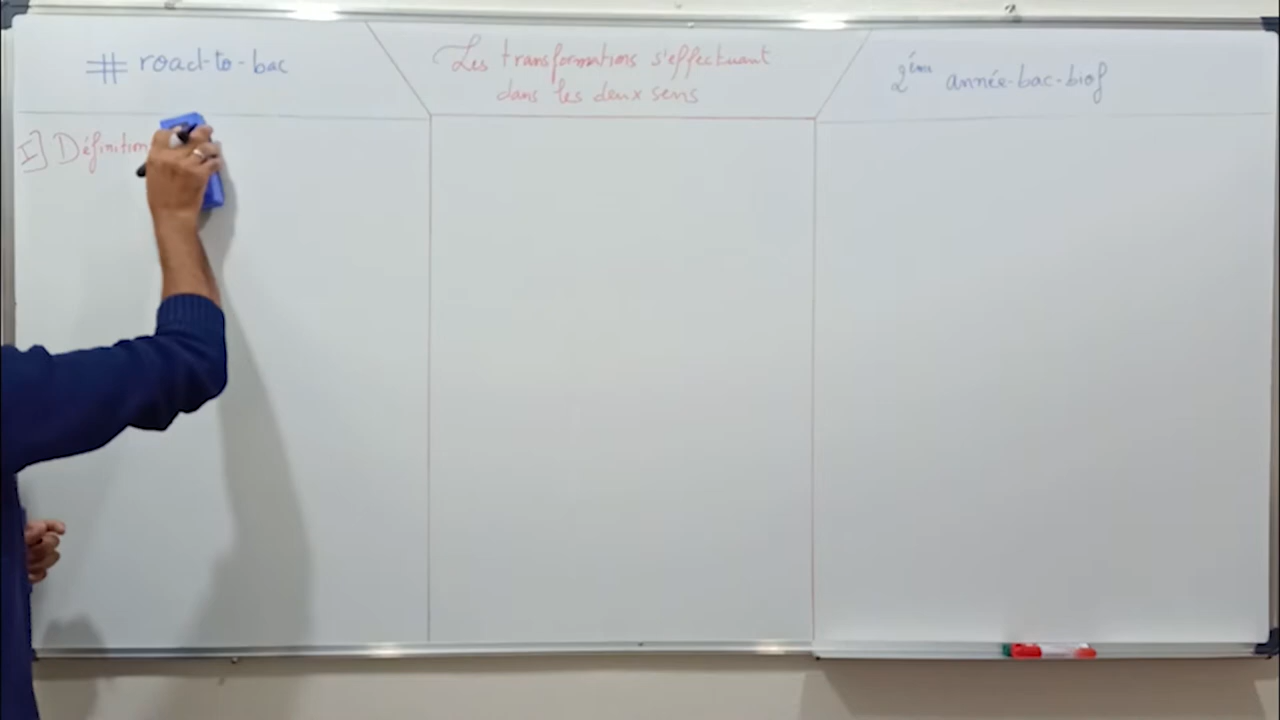 # road-to-bac
Les transformations s'effectuant
dans les deux sens
2ème année-bac-biof
I] Définition